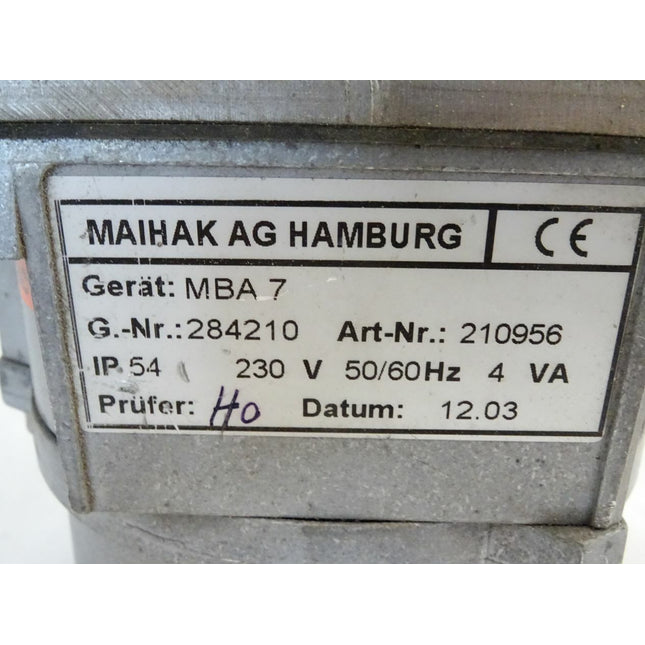 MAIHAK AG HAMBURG CE
Gerät: MBA 7
G.-Nr.: 284210 Art-Nr.: 210956
IP 54 230 V 50/60Hz 4 VA
Prüfer: HO Datum: 12.03